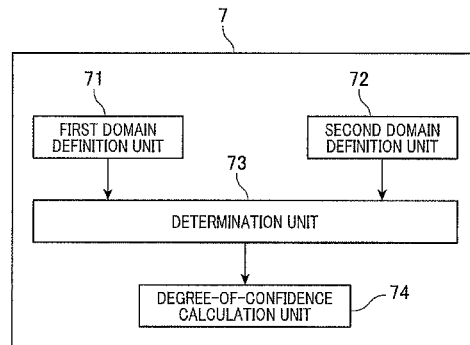 7
71
72
FIRST DOMAIN
DEFINITION UNIT
SECOND DOMAIN
DEFINITION UNIT
73
DETERMINATION UNIT
DEGREE-OF-CONFIDENCE
CALCULATION UNIT
74